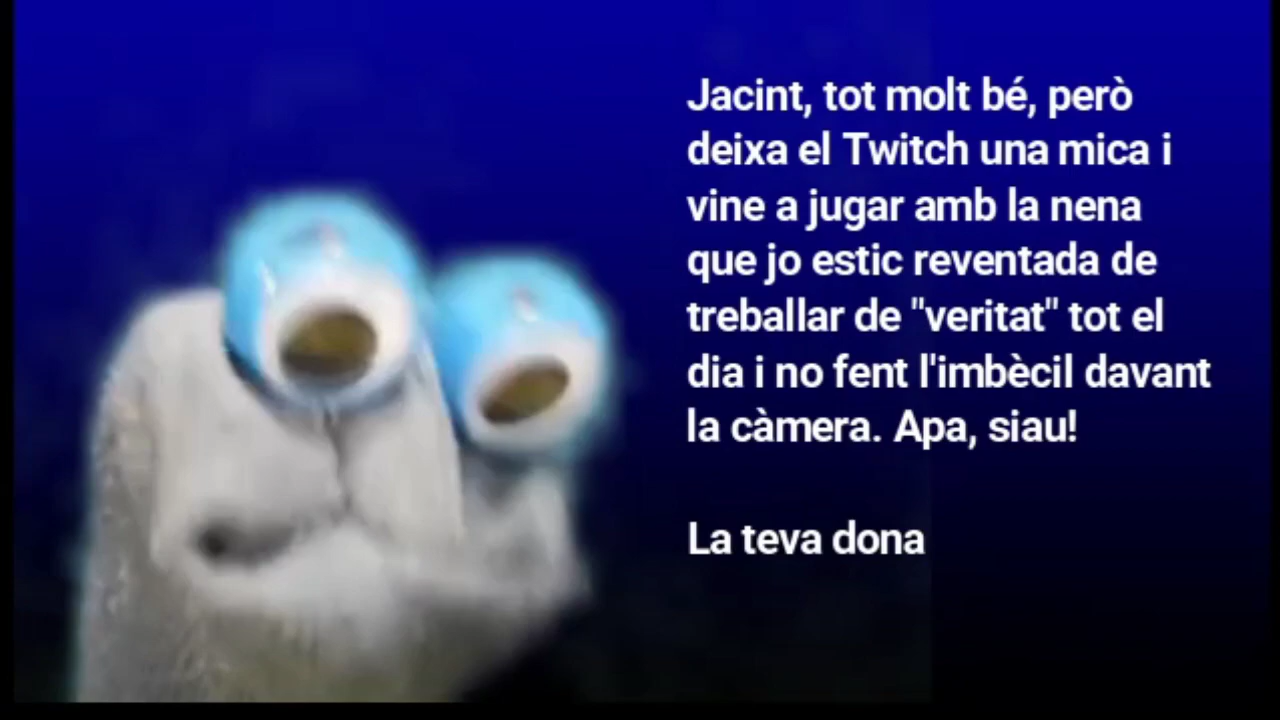 Jacint, tot molt bé, però
deixa el Twitch una mica i
vine a jugar amb la nena
que jo estic reventada de
treballar de "veritat" tot el
dia i no fent l'imbècil davant
la càmera. Apa, siau!
La teva dona